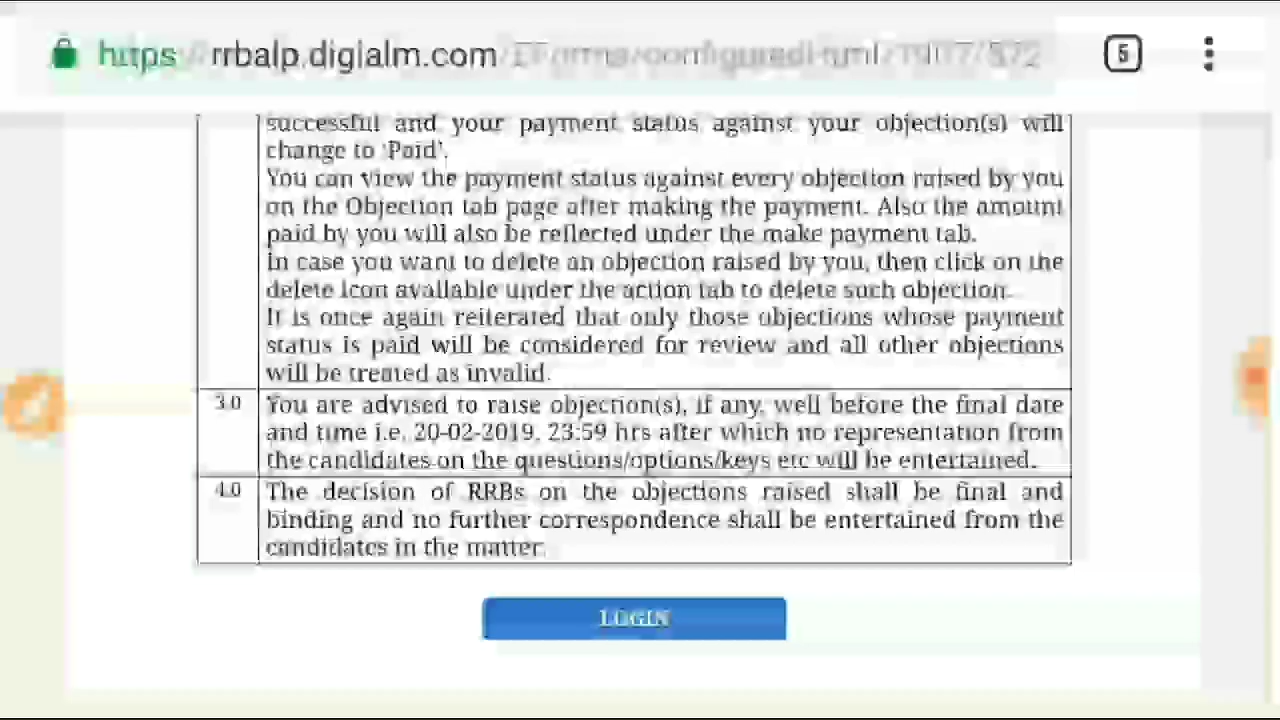 https://rrbalp.digialm.com/EForms/configuredHtml/1907/572
5
successful and your payment status against your objection(s) will
change to 'Paid'.
You can view the payment status against every objection raised by you
on the Objection tab page after making the payment. Also the amount
paid by you will also be reflected under the make payment tab.
In case you want to delete an objection raised by you, then click on the
delete icon available under the action tab to delete such objection.
It is once again reiterated that only those objections whose payment
status is paid will be considered for review and all other objections
will be treated as invalid.
3.0 You are advised to raise objection(s), if any, well before the final date
and time i.e. 20-02-2019, 23:59 hrs after which no representation from
the candidates on the questions/options/keys etc will be entertained.
4.0 The decision of RRBs on the objections raised shall be final and
binding and no further correspondence shall be entertained from the
candidates in the matter.
LOGIN